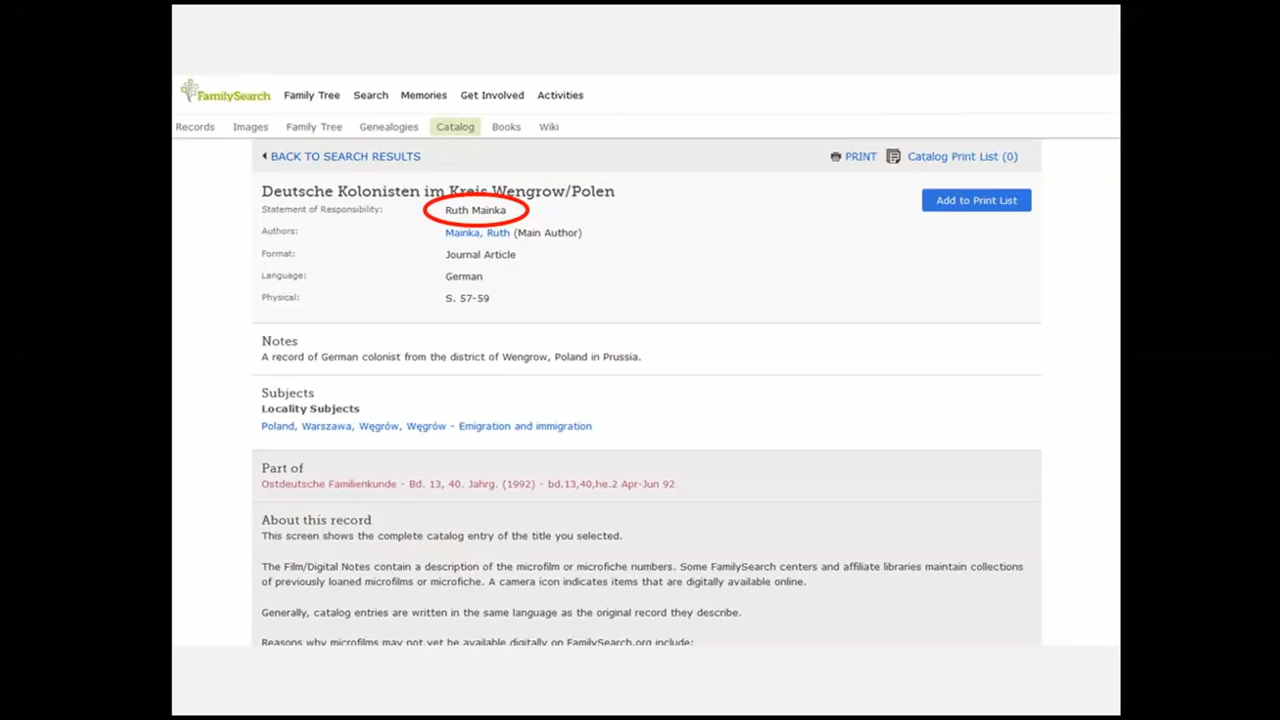 FamilySearch Family Tree Search Memories Get Involved Activities
Records Images Family Tree Genealogies Catalog Books Wiki
BACK TO SEARCH RESULTS PRINT Catalog Print List (0)
Deutsche Kolonisten im Kreis Wengrow/Polen
Add to Print List
Statement of Responsibility: Ruth Mainka
Authors: Mainka, Ruth (Main Author)
Format: Journal Article
Language: German
Physical: S. 57-59
Notes
A record of German colonist from the district of Wengrow, Poland in Prussia.
Subjects
Locality Subjects
Poland, Warszawa, Węgrów, Węgrów - Emigration and immigration
Part of
Ostdeutsche Familienkunde - Bd. 13, 40. Jahrg. (1992) - bd.13,40,he.2 Apr-Jun 92
About this record
This screen shows the complete catalog entry of the title you selected.
The Film/Digital Notes contain a description of the microfilm or microfiche numbers. Some FamilySearch centers and affiliate libraries maintain collections
of previously loaned microfilms or microfiche. A camera icon indicates items that are digitally available online.
Generally, catalog entries are written in the same language as the original record they describe.
Reasons why microfilms may not yet be available digitally on FamilySearch.org include: